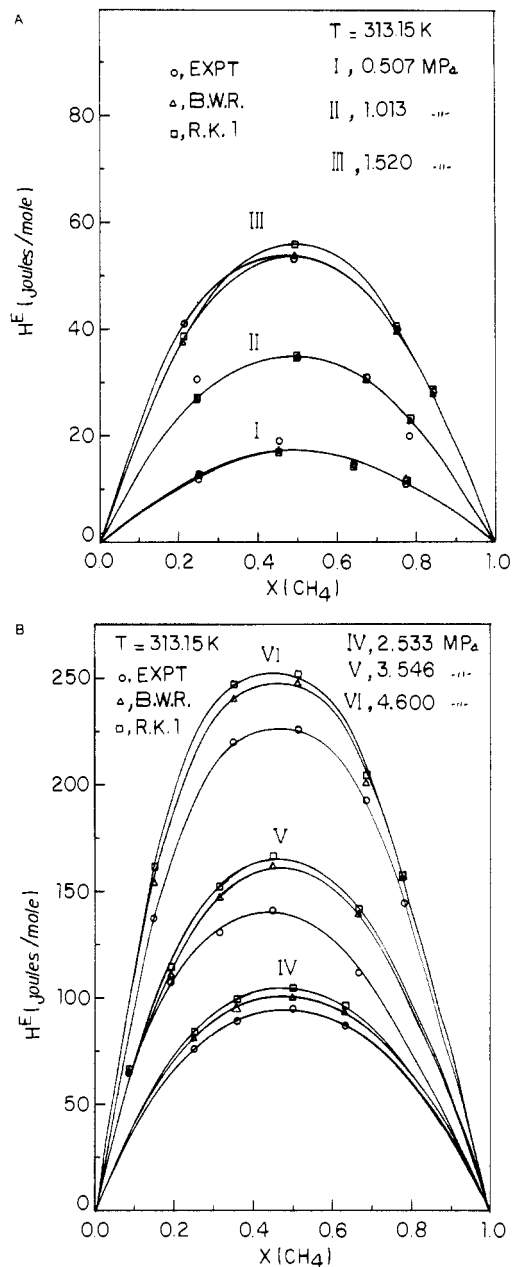 A
T = 313.15 K
○, EXPT
I, 0.507 MPa
△, B.W.R.
II, 1.013 -"-
□, R.K. 1
III, 1.520 -"-
80
60
40
20
0
H^E (joules/mole)
III
II
I
0.0 0.2 0.4 0.6 0.8 1.0
X (CH4)
B
T = 313.15 K
IV, 2.533 MPa
○, EXPT
V, 3.546 -"-
△, B.W.R.
VI, 4.600 -"-
□, R.K. 1
250
200
150
100
50
0
H^E (joules/mole)
VI
V
IV
0.0 0.2 0.4 0.6 0.8 1.0
X (CH4)